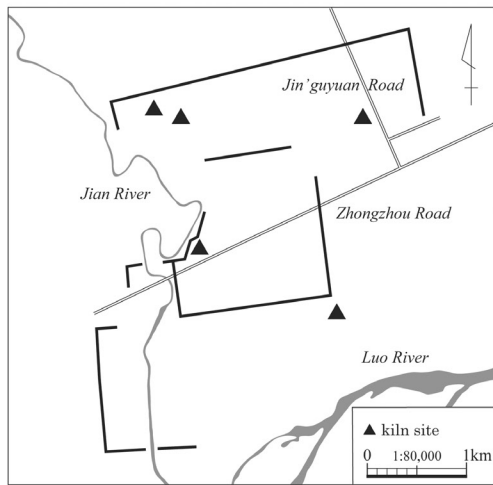 Jin'guyuan Road
Jian River
Zhongzhou Road
Luo River
kiln site
0 1:80,000 1km